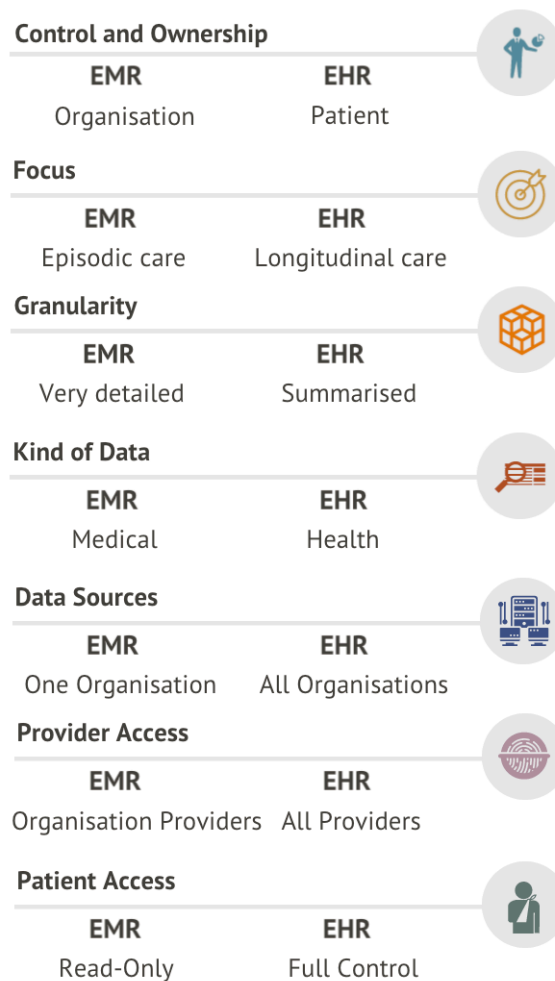 Control and Ownership
EMR EHR
Organisation Patient
Focus
EMR EHR
Episodic care Longitudinal care
Granularity
EMR EHR
Very detailed Summarised
Kind of Data
EMR EHR
Medical Health
Data Sources
EMR EHR
One Organisation All Organisations
Provider Access
EMR EHR
Organisation Providers All Providers
Patient Access
EMR EHR
Read-Only Full Control